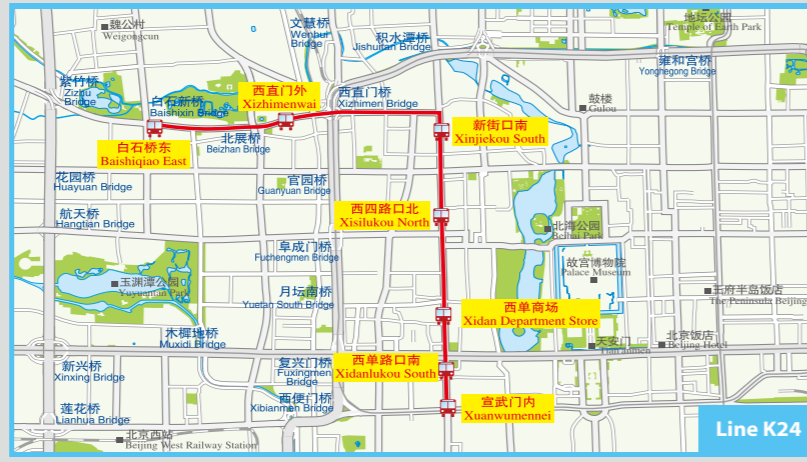 魏公村
Weigongcun
文慧桥
Wenhui
Bridge
积水潭桥
Jishuitan Bridge
地坛公园
Temple of Earth Park
雍和宫桥
Yonghegong Bridge
紫竹桥
Zizhu
Bridge
白石新桥
Baishixin Bridge
西直门外
Xizhimenwai
西直门桥
Xizhimen Bridge
鼓楼
Gulou
白石桥东
Baishiqiao East
北展桥
Beizhan Bridge
新街口南
Xinjiekou South
花园桥
Huayuan Bridge
官园桥
Guanyuan Bridge
航天桥
Hangtian Bridge
西四路口北
Xisilukou North
北海公园
Beihai Park
阜成门桥
Fuchengmen Bridge
故宫博物院
Palace Museum
玉渊潭公园
Yuyuantan Park
月坛南桥
Yuetan South Bridge
西单商场
Xidan Department Store
王府半岛饭店
The Peninsula Beijing
木樨地桥
Muxidi Bridge
天安门
Tian'anmen
北京饭店
Beijing Hotel
新兴桥
Xinxing Bridge
复兴门桥
Fuxingmen
Bridge
西单路口南
Xidanlukou South
莲花桥
Lianhua Bridge
西便门桥
Xibianmen Bridge
宣武门内
Xuanwumennei
北京西站
Beijing West Railway Station
Line K24